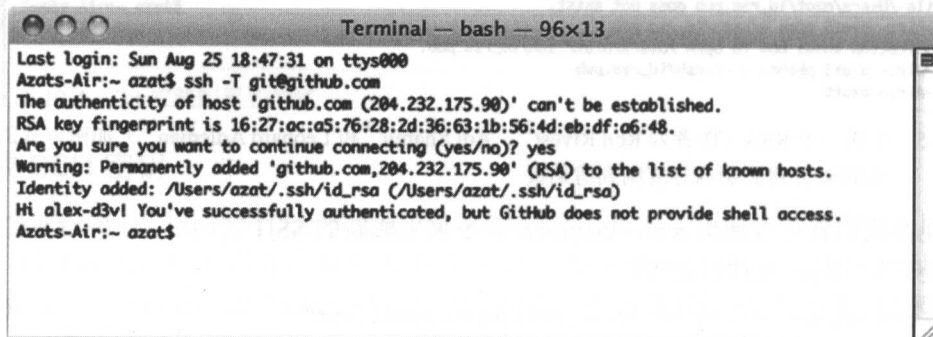 Terminal — bash — 96×13
Last login: Sun Aug 25 18:47:31 on ttys000
Azats-Air:~ azat$ ssh -T git@github.com
The authenticity of host 'github.com (204.232.175.90)' can't be established.
RSA key fingerprint is 16:27:ac:a5:76:28:2d:36:63:1b:56:4d:eb:df:a6:48.
Are you sure you want to continue connecting (yes/no)? yes
Warning: Permanently added 'github.com,204.232.175.90' (RSA) to the list of known hosts.
Identity added: /Users/azat/.ssh/id_rsa (/Users/azat/.ssh/id_rsa)
Hi alex-d3v! You've successfully authenticated, but GitHub does not provide shell access.
Azats-Air:~ azat$